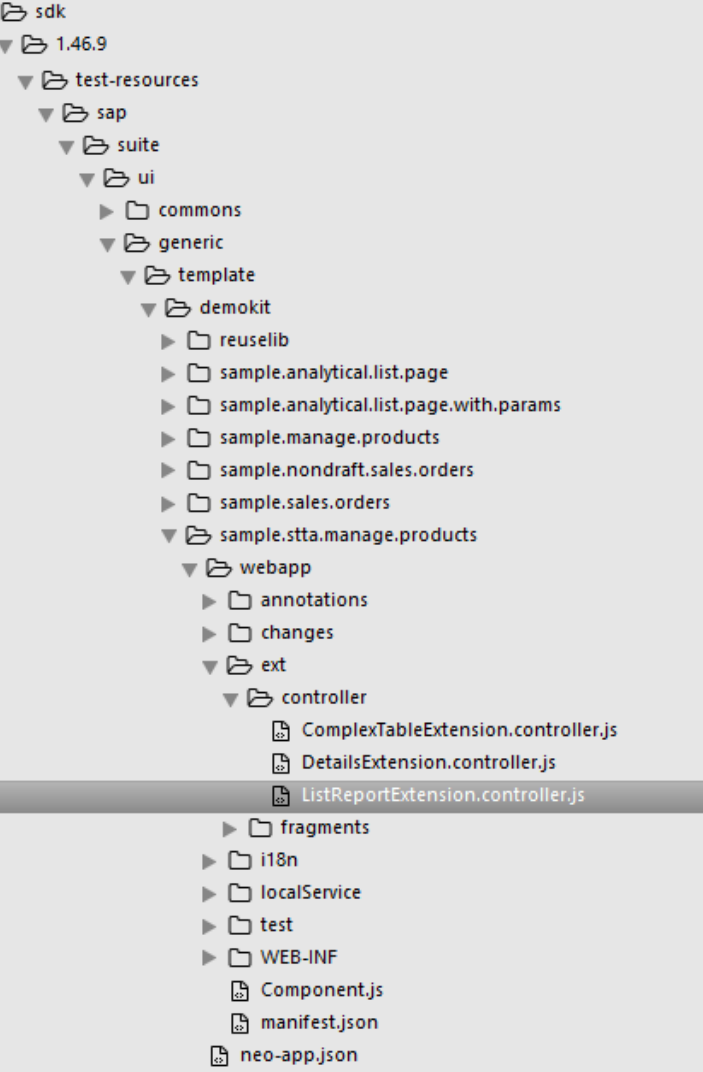 sdk
1.46.9
test-resources
sap
suite
ui
commons
generic
template
demokit
reuselib
sample.analytical.list.page
sample.analytical.list.page.with.params
sample.manage.products
sample.nondraft.sales.orders
sample.sales.orders
sample.stta.manage.products
webapp
annotations
changes
ext
controller
ComplexTableExtension.controller.js
DetailsExtension.controller.js
ListReportExtension.controller.js
fragments
i18n
localService
test
WEB-INF
Component.js
manifest.json
neo-app.json